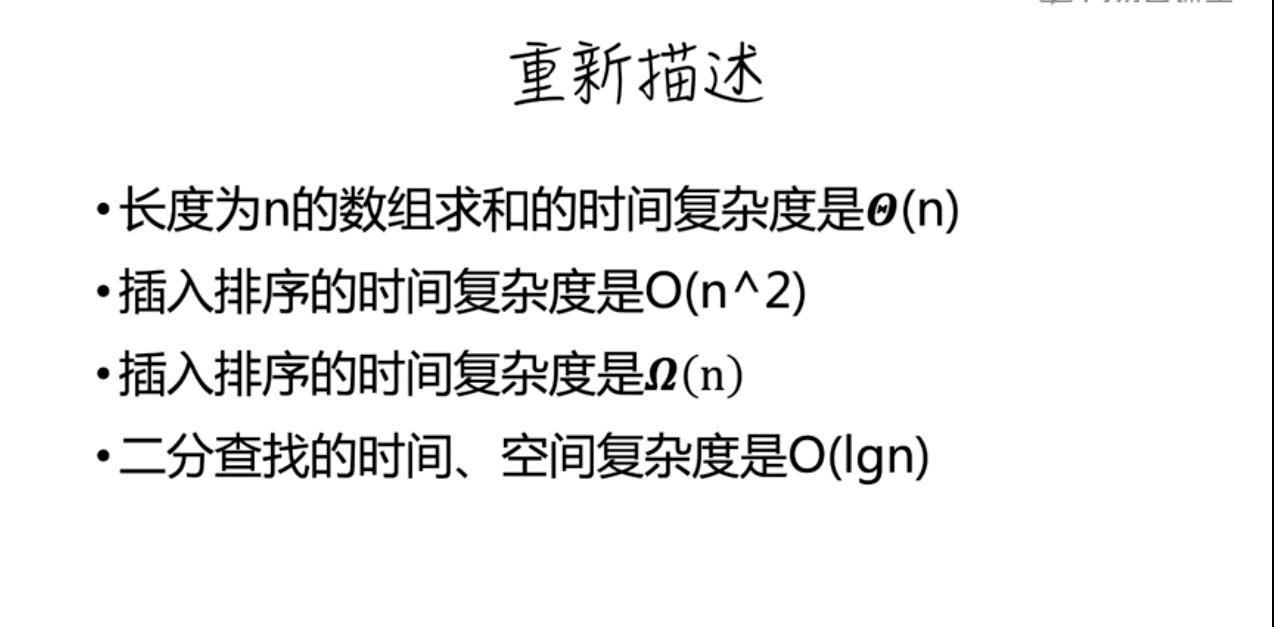 重新描述
•长度为n的数组求和的时间复杂度是Θ(n)
•插入排序的时间复杂度是O(n^2)
•插入排序的时间复杂度是Ω(n)
•二分查找的时间、空间复杂度是O(lgn)